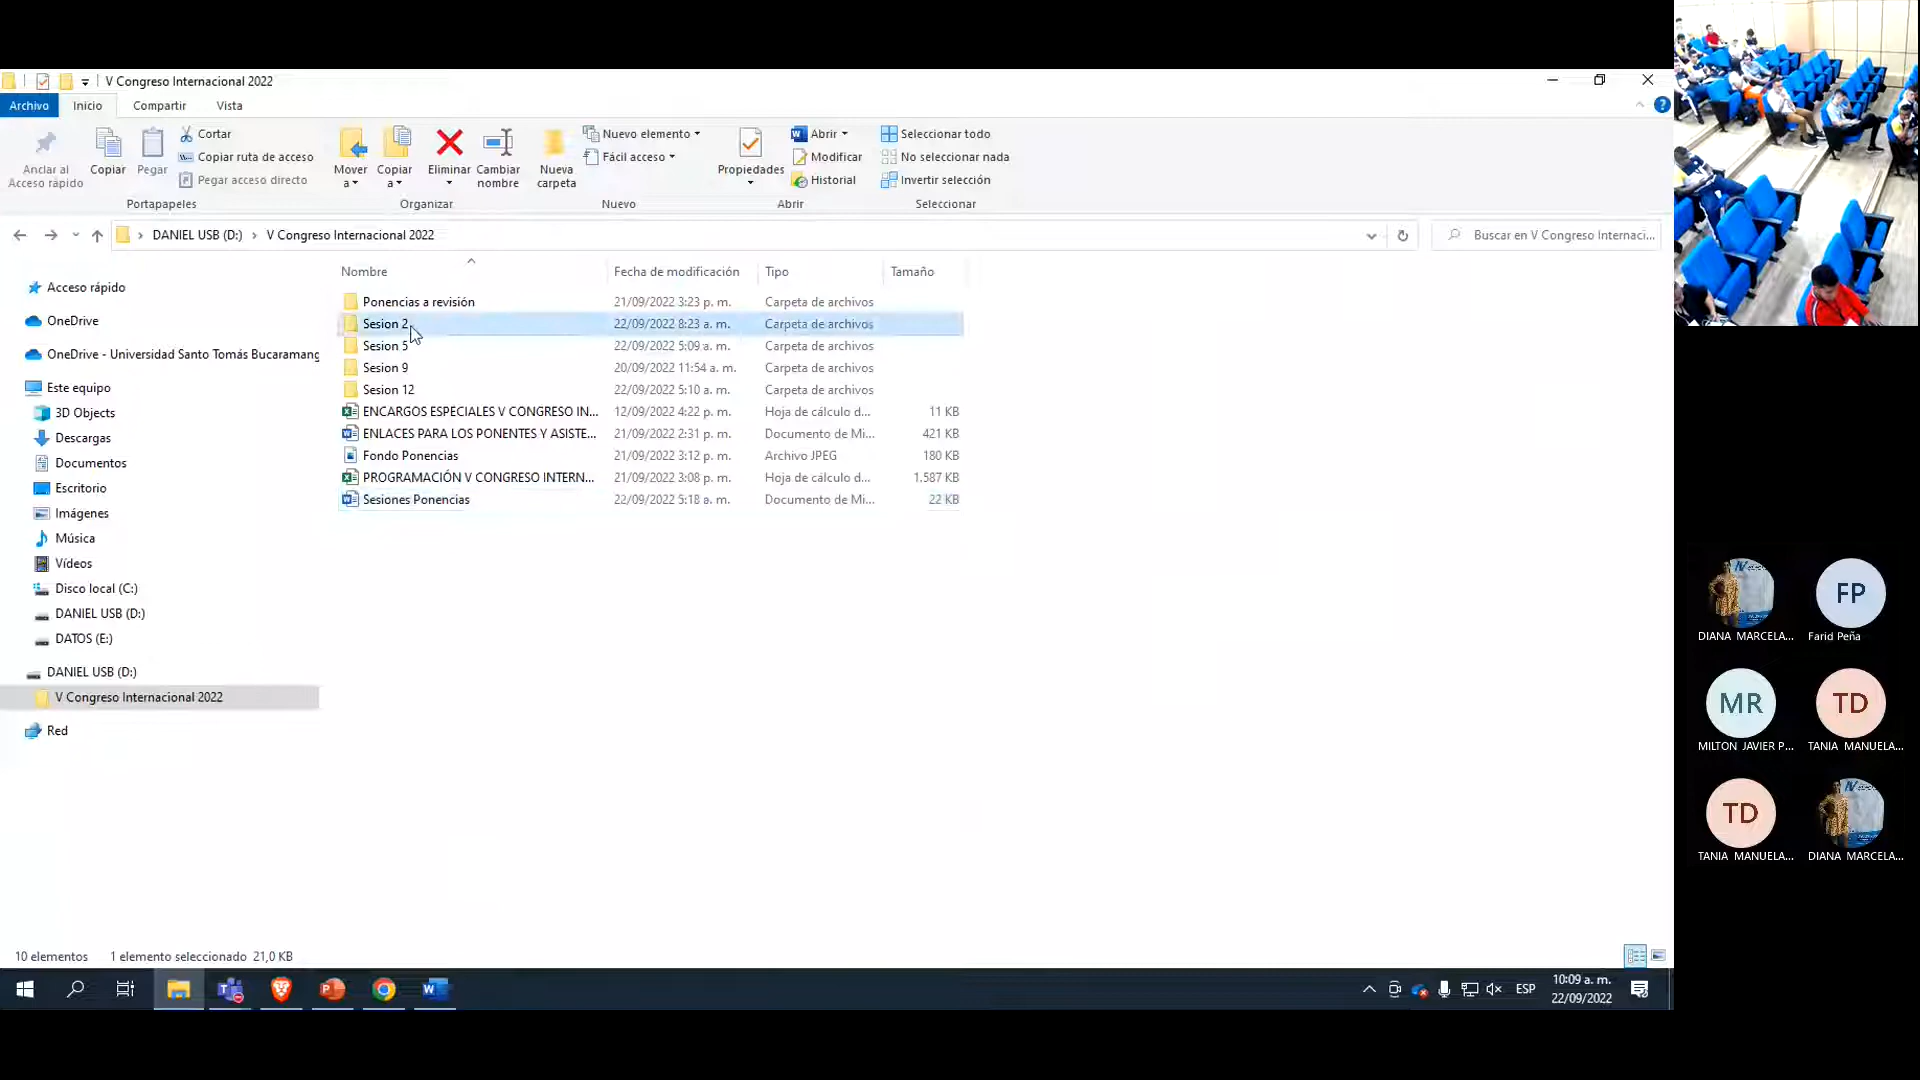 V Congreso Internacional 2022
Archivo Inicio Compartir Vista
Anclar al Acceso rápido
Copiar
Pegar
Cortar
Copiar ruta de acceso
Pegar acceso directo
Portapapeles
Mover a
Copiar a
Eliminar
Cambiar nombre
Organizar
Nueva carpeta
Nuevo elemento
Fácil acceso
Nuevo
Propiedades
Abrir
Modificar
Historial
Abrir
Seleccionar todo
No seleccionar nada
Invertir selección
Seleccionar
DANIEL USB (D:) > V Congreso Internacional 2022
Buscar en V Congreso Internaci...
Acceso rápido
OneDrive
OneDrive - Universidad Santo Tomás Bucaramang
Este equipo
3D Objects
Descargas
Documentos
Escritorio
Imágenes
Música
Vídeos
Disco local (C:)
DANIEL USB (D:)
DATOS (E:)
DANIEL USB (D:)
V Congreso Internacional 2022
Red
Nombre Fecha de modificación Tipo Tamaño
Ponencias a revisión 21/09/2022 3:23 p. m. Carpeta de archivos
Sesion 2 22/09/2022 8:23 a. m. Carpeta de archivos
Sesion 5 22/09/2022 5:09 a. m. Carpeta de archivos
Sesion 9 20/09/2022 11:54 a. m. Carpeta de archivos
Sesion 12 22/09/2022 5:10 a. m. Carpeta de archivos
ENCARGOS ESPECIALES V CONGRESO IN... 12/09/2022 4:22 p. m. Hoja de cálculo d... 11 KB
ENLACES PARA LOS PONENTES Y ASISTE... 21/09/2022 2:31 p. m. Documento de Mi... 421 KB
Fondo Ponencias 21/09/2022 3:12 p. m. Archivo JPEG 180 KB
PROGRAMACIÓN V CONGRESO INTERN... 21/09/2022 3:08 p. m. Hoja de cálculo d... 1.587 KB
Sesiones Ponencias 22/09/2022 5:18 a. m. Documento de Mi... 22 KB
10 elementos 1 elemento seleccionado 21,0 KB
ESP
10:09 a. m.
22/09/2022
DIANA MARCELA...
FP
Farid Peña
MR
MILTON JAVIER P...
TD
TANIA MANUELA...
TD
TANIA MANUELA...
DIANA MARCELA...